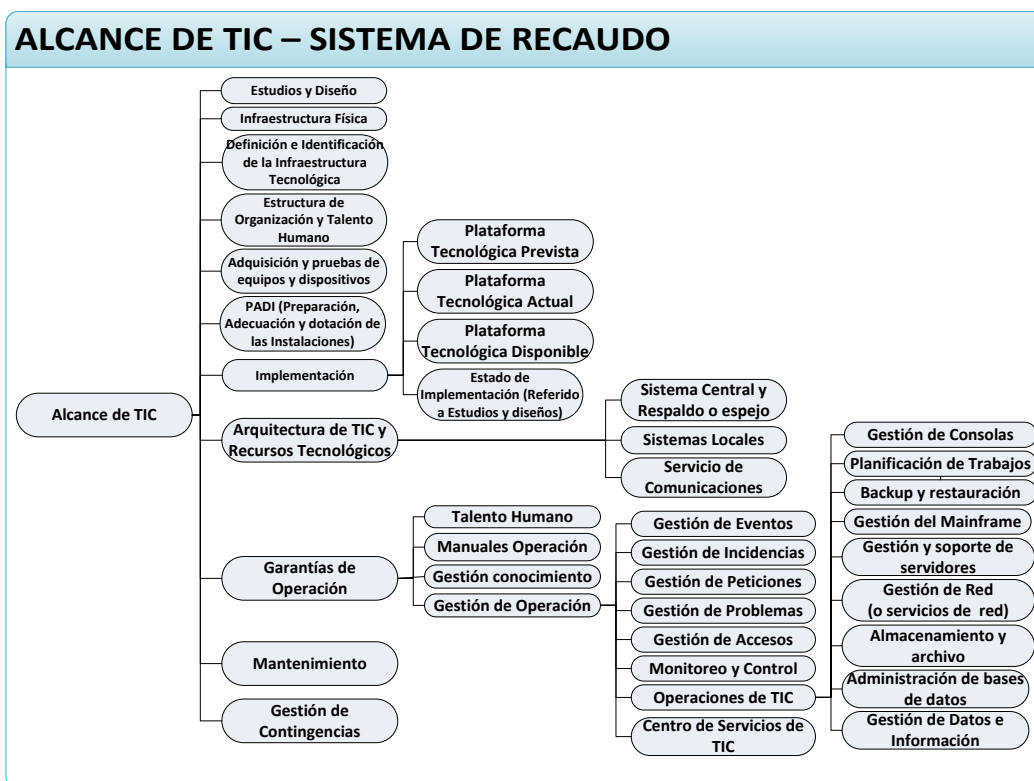 ALCANCE DE TIC – SISTEMA DE RECAUDO
Alcance de TIC
Estudios y Diseño
Infraestructura Física
Definición e Identificación
de la Infraestructura
Tecnológica
Estructura de
Organización y Talento
Humano
Adquisición y pruebas de
equipos y dispositivos
PADI (Preparación,
Adecuación y dotación de
las Instalaciones)
Implementación
Plataforma
Tecnológica Prevista
Plataforma
Tecnológica Actual
Plataforma
Tecnológica Disponible
Estado de
Implementación (Referido
a Estudios y diseños)
Arquitectura de TIC y
Recursos Tecnológicos
Sistema Central y
Respaldo o espejo
Sistemas Locales
Servicio de
Comunicaciones
Garantías de
Operación
Talento Humano
Manuales Operación
Gestión conocimiento
Gestión de Operación
Gestión de Eventos
Gestión de Incidencias
Gestión de Peticiones
Gestión de Problemas
Gestión de Accesos
Monitoreo y Control
Operaciones de TIC
Centro de Servicios de
TIC
Gestión de Consolas
Planificación de Trabajos
Backup y restauración
Gestión del Mainframe
Gestión y soporte de
servidores
Gestión de Red
(o servicios de red)
Almacenamiento y
archivo
Administración de bases
de datos
Gestión de Datos e
Información
Mantenimiento
Gestión de
Contingencias